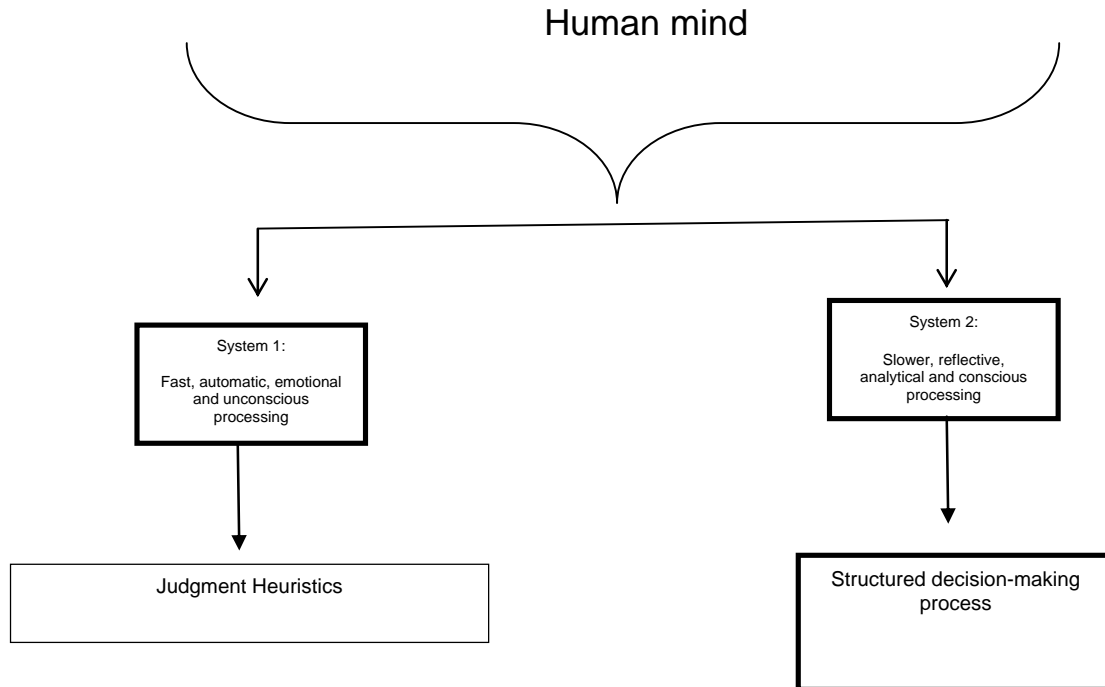 Human mind
System 1:
Fast, automatic, emotional
and unconscious
processing
System 2:
Slower, reflective,
analytical and conscious
processing
Judgment Heuristics
Structured decision-making
process